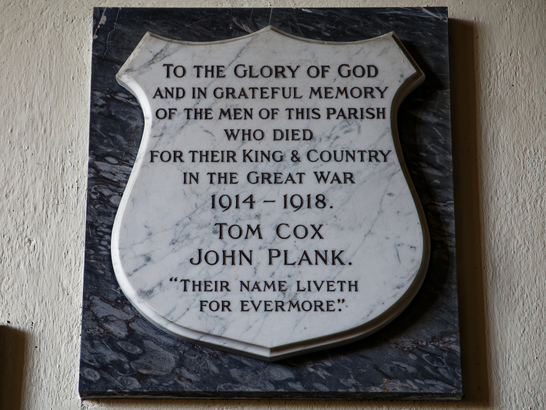 To the Glory of God
and in grateful memory
of the men of this parish
who died
for their King & Country
in the Great War
1914 – 1918.
Tom Cox
John Plank.
“Their name liveth
for evermore.”